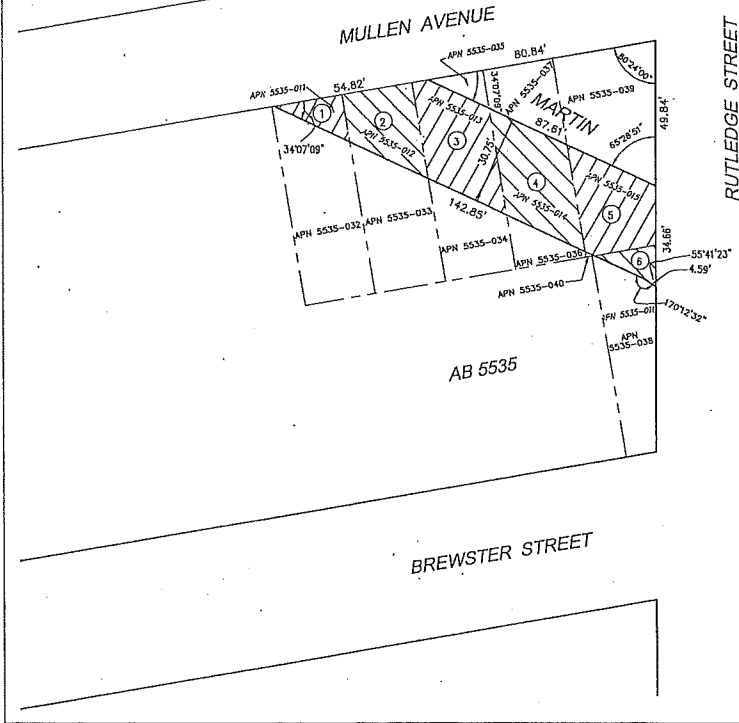 MULLEN AVENUE
RUTLEDGE STREET
APN 5535-035
80.84'
APN 5535-011
54.82'
34°07'09"
APN 5535-037
80°24'00"
APN 5535-039
49.84'
1
2
APN 5535-013
MARTIN
87.81'
34°07'09"
APN 5535-012
3
30.75'
65°28'51"
4
APN 5535-015
142.85'
APN 5535-014
5
APN 5535-032
APN 5535-033
APN 5535-034
APN 5535-036
34.66'
6
55°41'23"
4.59'
APN 5535-040
170°12'32"
APN
5535-038
AB 5535
BREWSTER STREET